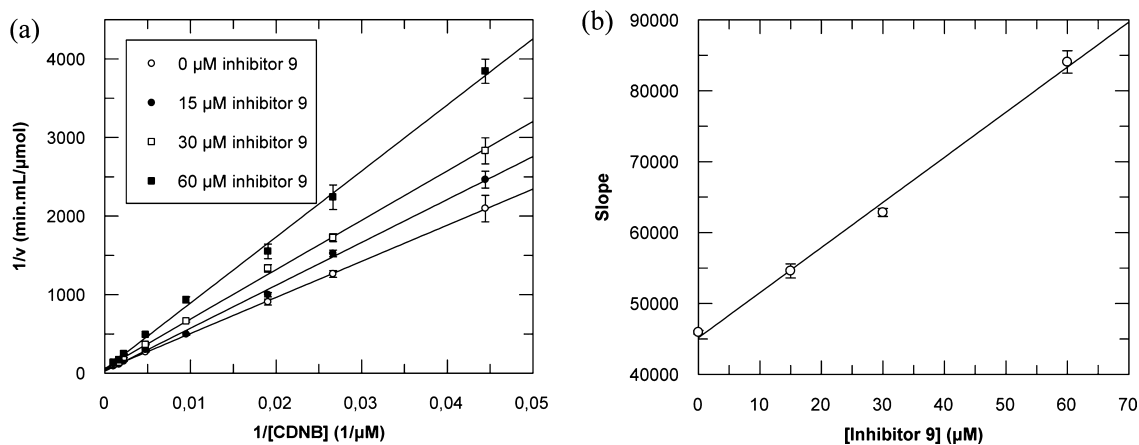 (a)
4000
3000
2000
1000
0
1/v (min.mL/µmol)
0 µM inhibitor 9
15 µM inhibitor 9
30 µM inhibitor 9
60 µM inhibitor 9
0 0,01 0,02 0,03 0,04 0,05
1/[CDNB] (1/µM)
(b)
90000
80000
70000
60000
50000
40000
Slope
0 10 20 30 40 50 60 70
[Inhibitor 9] (µM)